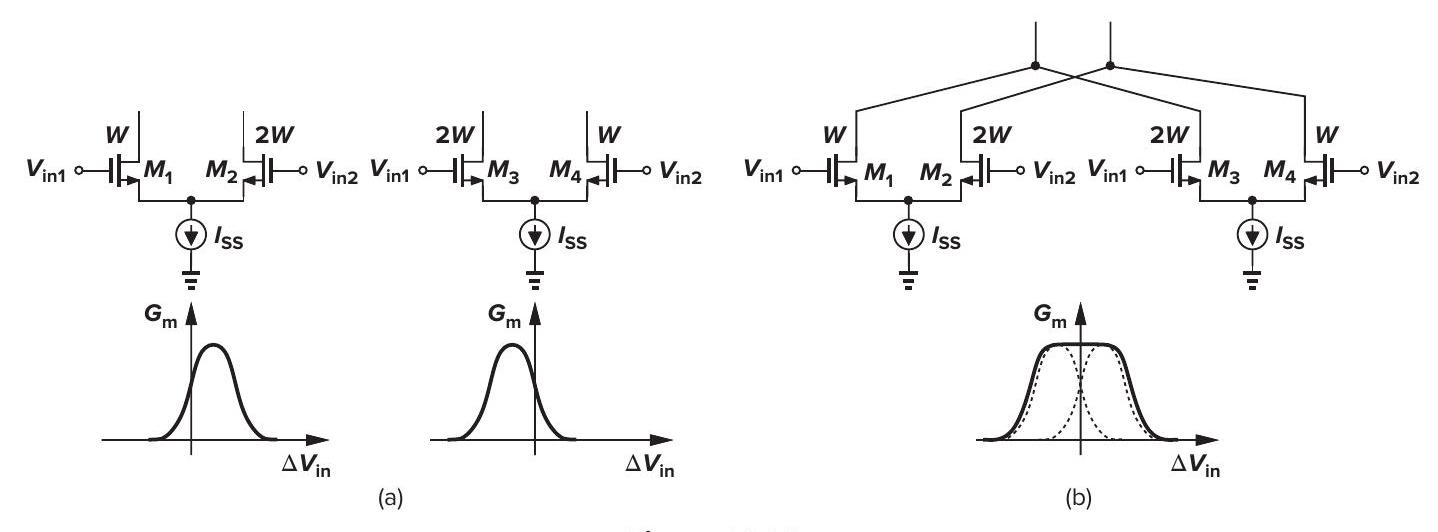 W 2W 2W W W 2W 2W W
Vin1 M1 M2 Vin2 Vin1 M3 M4 Vin2 Vin1 M1 M2 Vin2 Vin1 M3 M4 Vin2
ISS ISS ISS ISS
Gm Gm Gm
ΔVin ΔVin ΔVin
(a) (b)